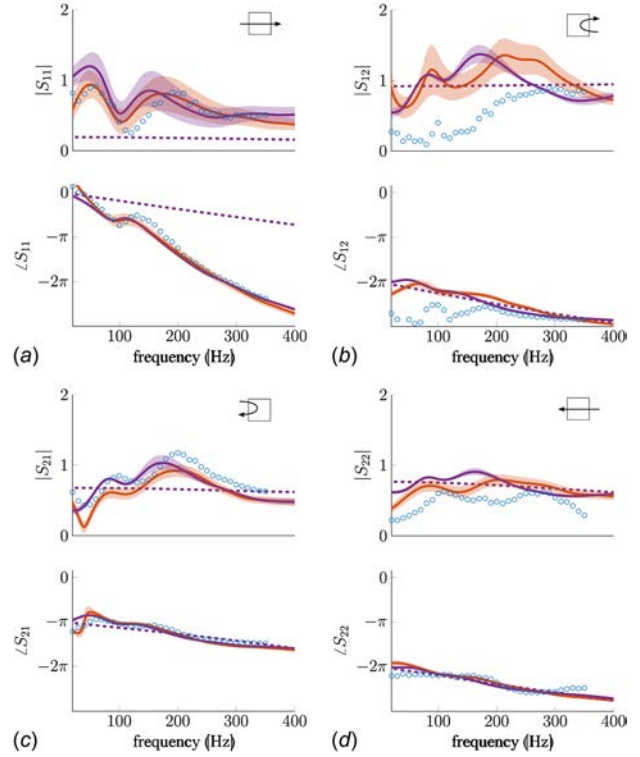 2
1
0
|S11|
0
−π
−2π
∠S11
100 200 300 400
frequency (Hz)
(a)
2
1
0
|S12|
0
−π
−2π
∠S12
100 200 300 400
frequency (Hz)
(b)
2
1
0
|S21|
0
−π
−2π
∠S21
100 200 300 400
frequency (Hz)
(c)
2
1
0
|S22|
0
−π
−2π
∠S22
100 200 300 400
frequency (Hz)
(d)